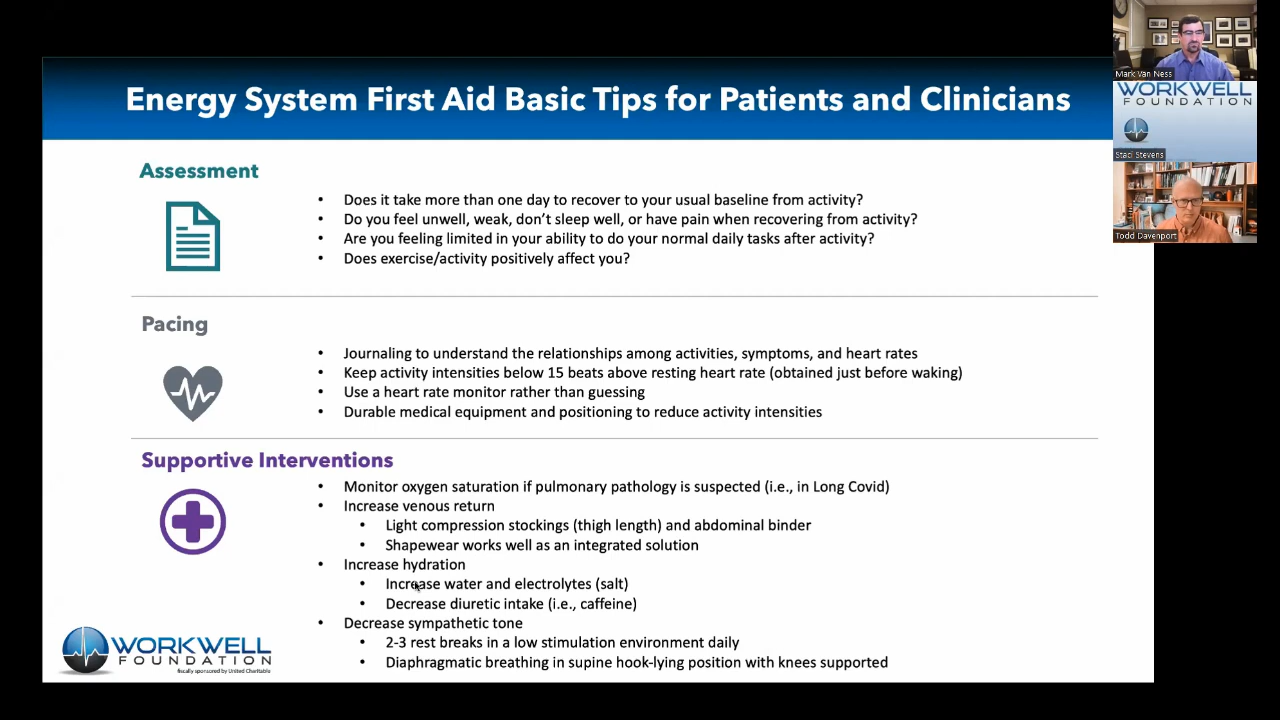 Energy System First Aid Basic Tips for Patients and Clinicians
Mark Van Ness
WORKWELL
FOUNDATION
Staci Stevens
Todd Davenport
Assessment
• Does it take more than one day to recover to your usual baseline from activity?
• Do you feel unwell, weak, don't sleep well, or have pain when recovering from activity?
• Are you feeling limited in your ability to do your normal daily tasks after activity?
• Does exercise/activity positively affect you?
Pacing
• Journaling to understand the relationships among activities, symptoms, and heart rates
• Keep activity intensities below 15 beats above resting heart rate (obtained just before waking)
• Use a heart rate monitor rather than guessing
• Durable medical equipment and positioning to reduce activity intensities
Supportive Interventions
• Monitor oxygen saturation if pulmonary pathology is suspected (i.e., in Long Covid)
• Increase venous return
• Light compression stockings (thigh length) and abdominal binder
• Shapewear works well as an integrated solution
• Increase hydration
• Increase water and electrolytes (salt)
• Decrease diuretic intake (i.e., caffeine)
• Decrease sympathetic tone
• 2-3 rest breaks in a low stimulation environment daily
• Diaphragmatic breathing in supine hook-lying position with knees supported
WORKWELL
FOUNDATION
fiscally sponsored by United Charitable